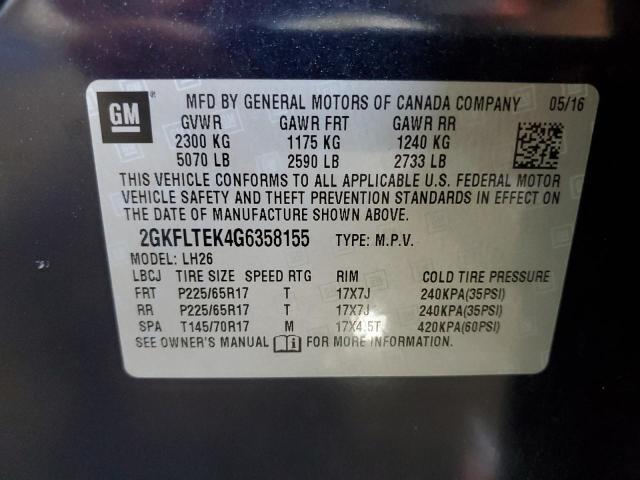 GM
MFD BY GENERAL MOTORS OF CANADA COMPANY 05/16
GVWR GAWR FRT GAWR RR
2300 KG 1175 KG 1240 KG
5070 LB 2590 LB 2733 LB
THIS VEHICLE CONFORMS TO ALL APPLICABLE U.S. FEDERAL MOTOR
VEHICLE SAFETY AND THEFT PREVENTION STANDARDS IN EFFECT ON
THE DATE OF MANUFACTURE SHOWN ABOVE.
2GKFLTEK4G6358155 TYPE: M.P.V.
MODEL: LH26
LBCJ TIRE SIZE SPEED RTG RIM COLD TIRE PRESSURE
FRT P225/65R17 T 17X7J 240KPA(35PSI)
RR P225/65R17 T 17X7J 240KPA(35PSI)
SPA T145/70R17 M 17X4.5T 420KPA(60PSI)
SEE OWNER'S MANUAL FOR MORE INFORMATION.